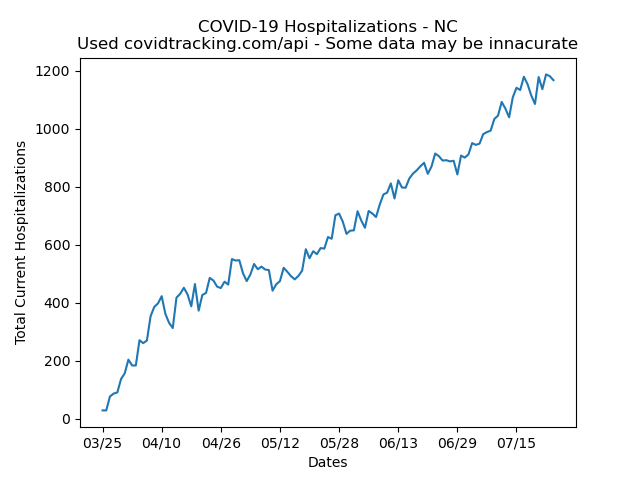 COVID-19 Hospitalizations - NC
Used covidtracking.com/api - Some data may be innacurate
Total Current Hospitalizations
1200
1000
800
600
400
200
0
03/25 04/10 04/26 05/12 05/28 06/13 06/29 07/15
Dates